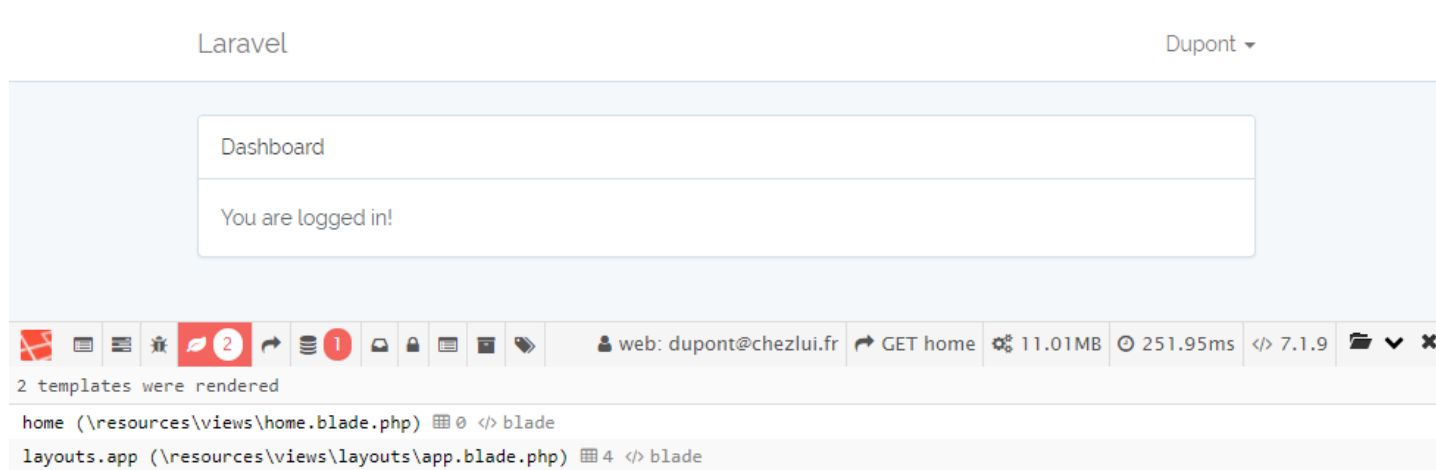 Laravel Dupont
Dashboard
You are logged in!
2 1 web: dupont@chezlui.fr GET home 11.01MB 251.95ms </> 7.1.9
2 templates were rendered
home (\resources\views\home.blade.php) 0 </> blade
layouts.app (\resources\views\layouts\app.blade.php) 4 </> blade